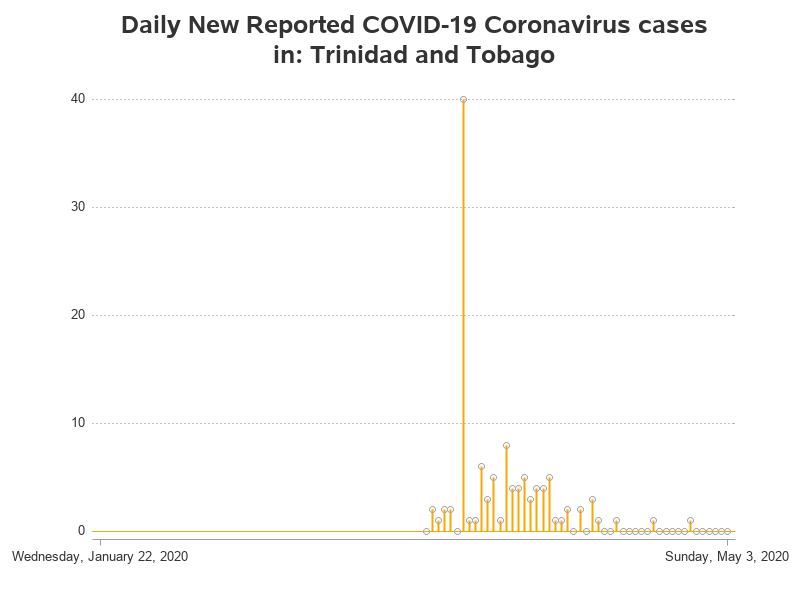 Daily New Reported COVID-19 Coronavirus cases
in: Trinidad and Tobago
40
30
20
10
0
Wednesday, January 22, 2020
Sunday, May 3, 2020